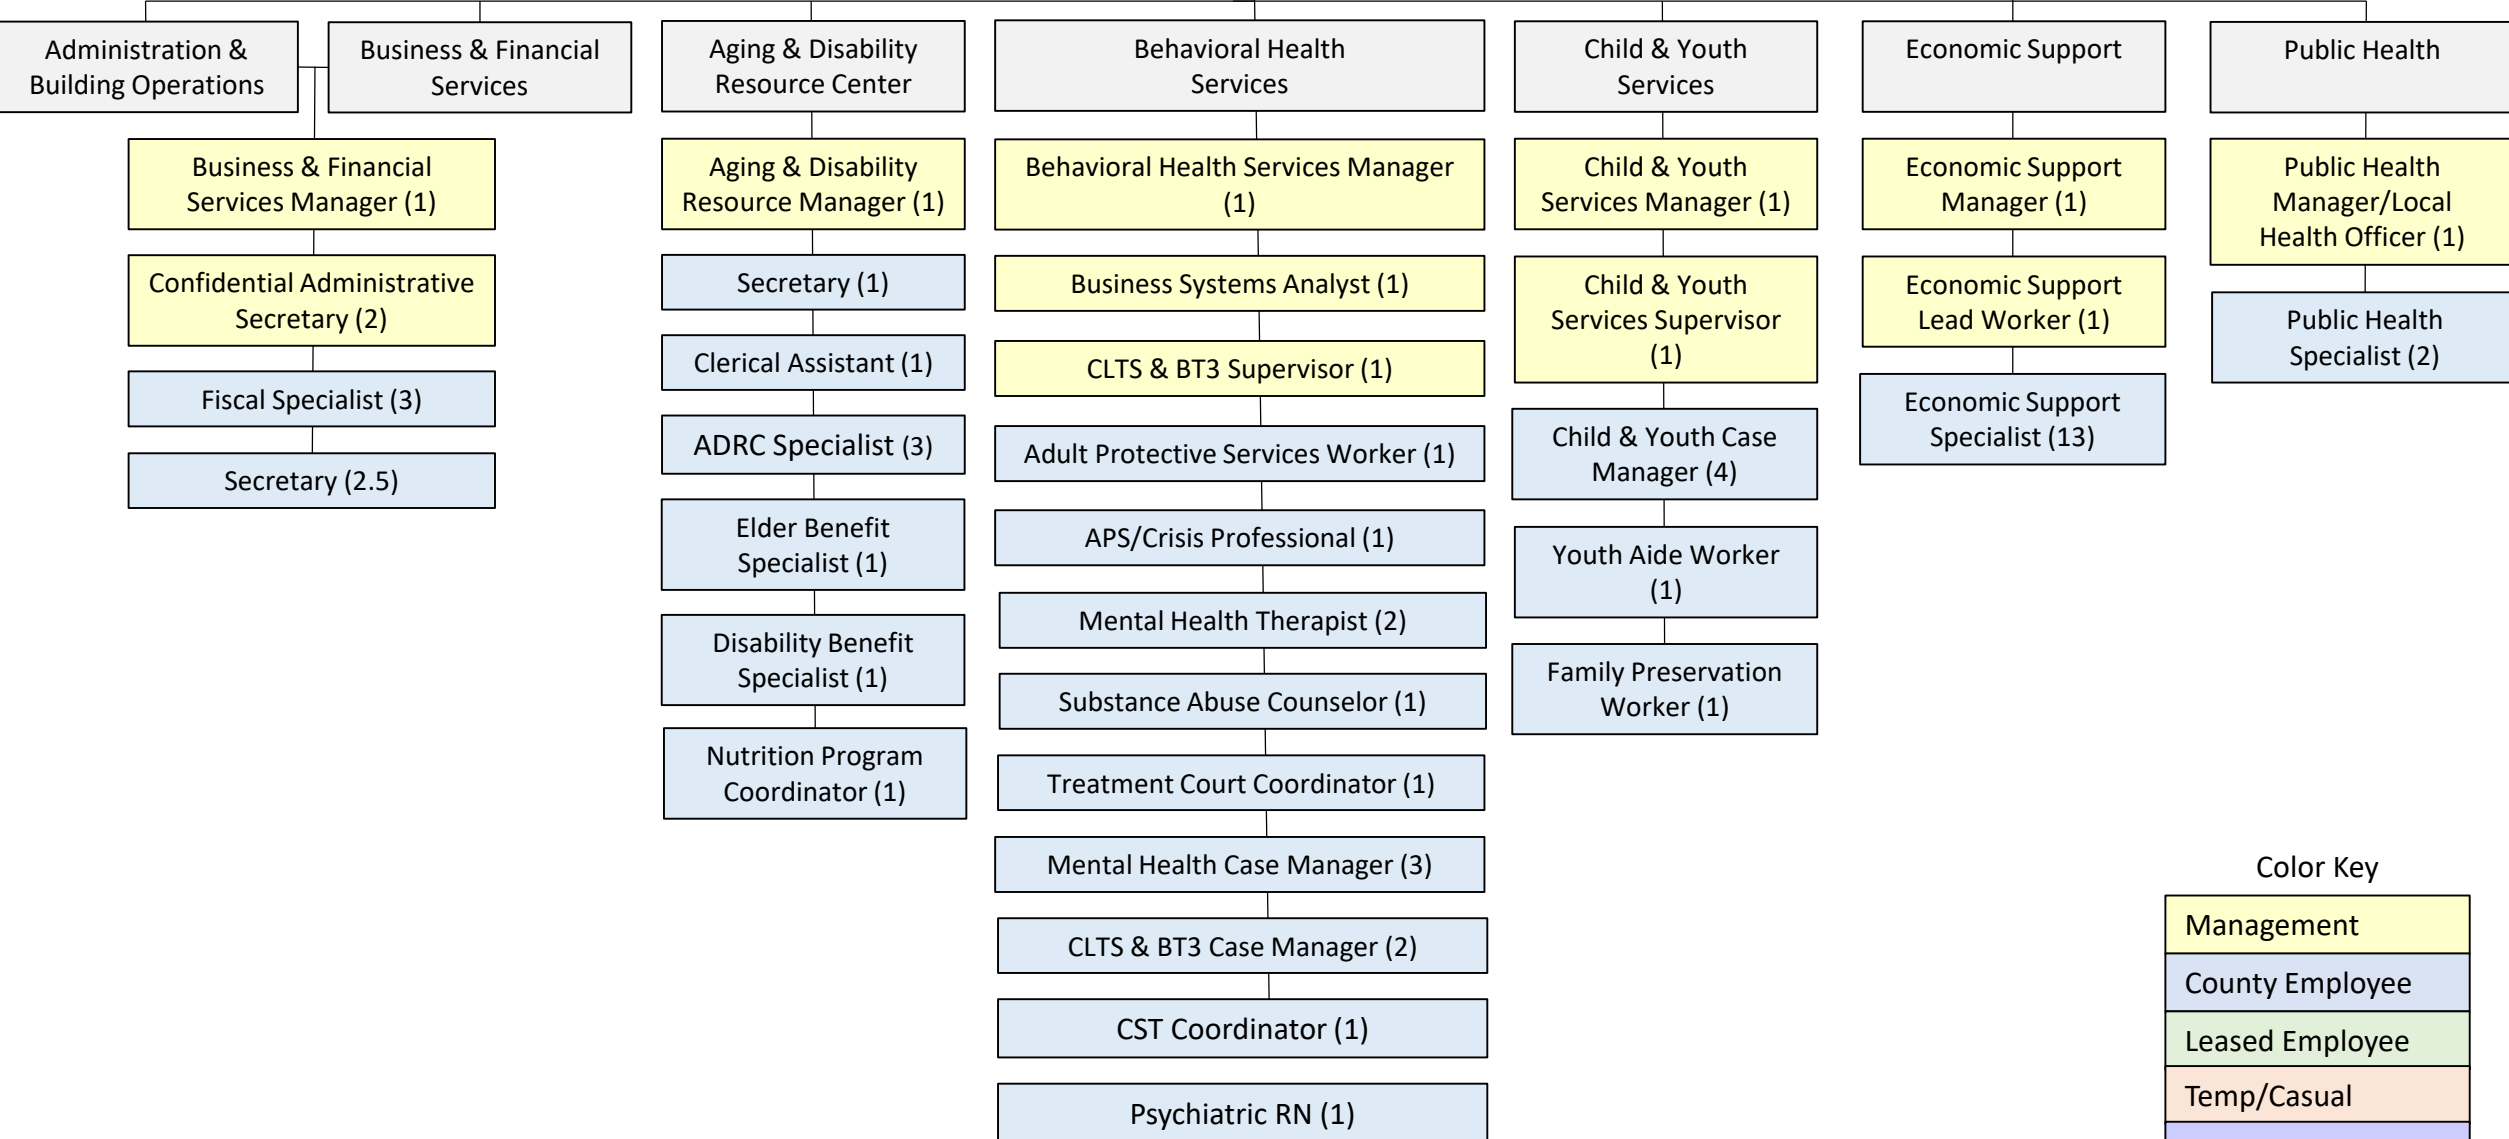 Administration &
Building Operations
Business & Financial
Services
Business & Financial
Services Manager (1)
Confidential Administrative
Secretary (2)
Fiscal Specialist (3)
Secretary (2.5)
Aging & Disability
Resource Center
Aging & Disability
Resource Manager (1)
Secretary (1)
Clerical Assistant (1)
ADRC Specialist (3)
Elder Benefit
Specialist (1)
Disability Benefit
Specialist (1)
Nutrition Program
Coordinator (1)
Behavioral Health
Services
Behavioral Health Services Manager
(1)
Business Systems Analyst (1)
CLTS & BT3 Supervisor (1)
Adult Protective Services Worker (1)
APS/Crisis Professional (1)
Mental Health Therapist (2)
Substance Abuse Counselor (1)
Treatment Court Coordinator (1)
Mental Health Case Manager (3)
CLTS & BT3 Case Manager (2)
CST Coordinator (1)
Psychiatric RN (1)
Child & Youth
Services
Child & Youth
Services Manager (1)
Child & Youth
Services Supervisor
(1)
Child & Youth Case
Manager (4)
Youth Aide Worker
(1)
Family Preservation
Worker (1)
Economic Support
Economic Support
Manager (1)
Economic Support
Lead Worker (1)
Economic Support
Specialist (13)
Public Health
Public Health
Manager/Local
Health Officer (1)
Public Health
Specialist (2)
Color Key
Management
County Employee
Leased Employee
Temp/Casual